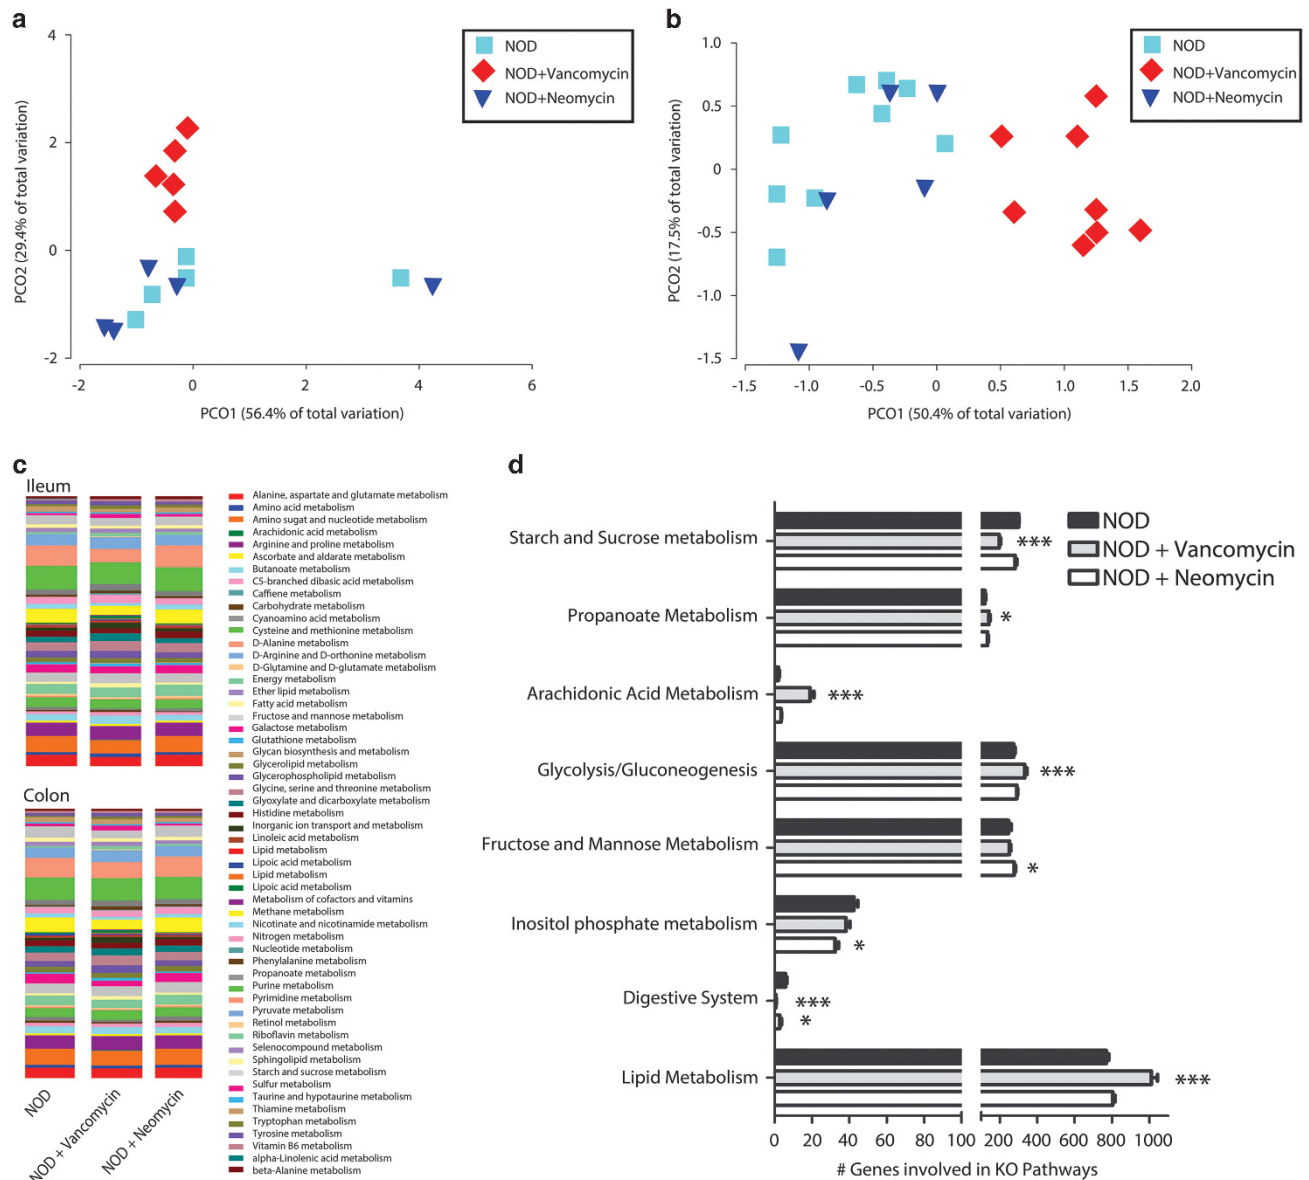 a
4
2
0
-2
PCO2 (29.4% of total variation)
-2 0 2 4 6
PCO1 (56.4% of total variation)
NOD
NOD+Vancomycin
NOD+Neomycin
b
1.0
0.5
0
-0.5
-1.0
-1.5
PCO2 (17.5% of total variation)
-1.5 -1.0 -0.5 0 0.5 1.0 1.5 2.0
PCO1 (50.4% of total variation)
NOD
NOD+Vancomycin
NOD+Neomycin
c
Ileum
Colon
NOD
NOD + Vancomycin
NOD + Neomycin
Alanine, aspartate and glutamate metabolism
Amino acid metabolism
Amino sugat and nucleotide metabolism
Arachidonic acid metabolism
Arginine and proline metabolism
Ascorbate and aldarate metabolism
Butanoate metabolism
C5-branched dibasic acid metabolism
Caffiene metabolism
Carbohydrate metabolism
Cyanoamino acid metabolism
Cysteine and methionine metabolism
D-Alanine metabolism
D-Arginine and D-orthonine metabolism
D-Glutamine and D-glutamate metabolism
Energy metabolism
Ether lipid metabolism
Fatty acid metabolism
Fructose and mannose metabolism
Galactose metabolism
Glutathione metabolism
Glycan biosynthesis and metabolism
Glycerolipid metabolism
Glycerophospholipid metabolism
Glycine, serine and threonine metabolism
Glyoxylate and dicarboxylate metabolism
Histidine metabolism
Inorganic ion transport and metabolism
Linoleic acid metabolism
Lipid metabolism
Lipoic acid metabolism
Lipid metabolism
Lipoic acid metabolism
Metabolism of cofactors and vitamins
Methane metabolism
Nicotinate and nicotinamide metabolism
Nitrogen metabolism
Nucleotide metabolism
Phenylalanine metabolism
Propanoate metabolism
Purine metabolism
Pyrimidine metabolism
Pyruvate metabolism
Retinol metabolism
Riboflavin metabolism
Selenocompound metabolism
Sphingolipid metabolism
Starch and sucrose metabolism
Sulfur metabolism
Taurine and hypotaurine metabolism
Thiamine metabolism
Tryptophan metabolism
Tyrosine metabolism
Vitamin B6 metabolism
alpha-Linolenic acid metabolism
beta-Alanine metabolism
d
NOD
NOD + Vancomycin
NOD + Neomycin
Starch and Sucrose metabolism
***
Propanoate Metabolism
*
Arachidonic Acid Metabolism
***
Glycolysis/Gluconeogenesis
***
Fructose and Mannose Metabolism
*
Inositol phosphate metabolism
*
Digestive System
***
*
Lipid Metabolism
***
0 20 40 60 80 100 200 400 600 800 1000
# Genes involved in KO Pathways